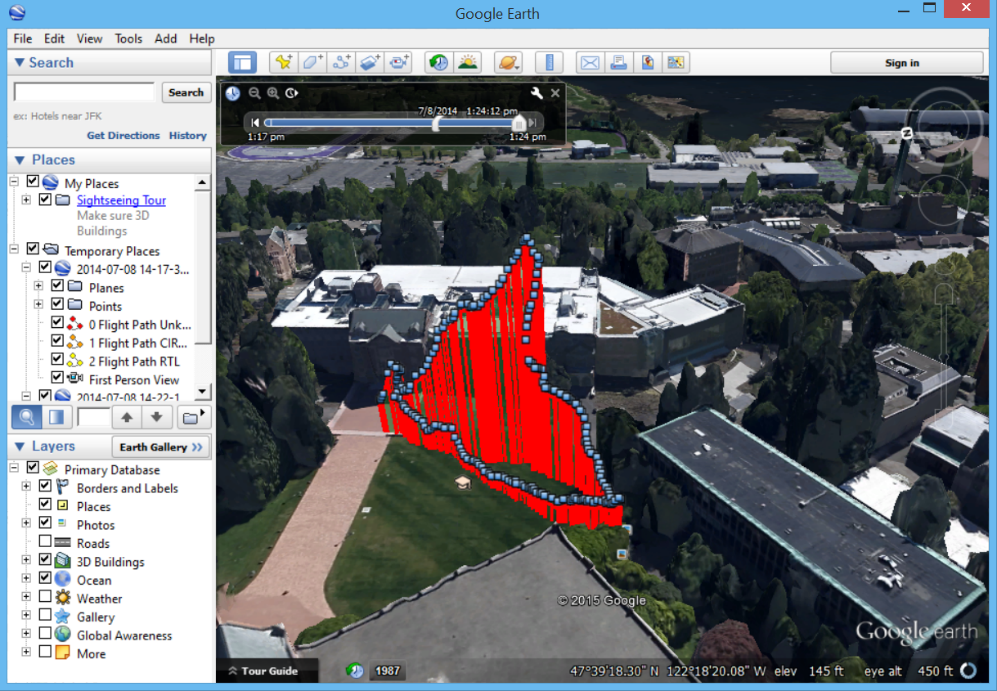 Google Earth
File Edit View Tools Add Help
Search
Search
ex: Hotels near JFK
Get Directions History
Places
My Places
Sightseeing Tour
Make sure 3D
Buildings
Temporary Places
2014-07-08 14-17-3...
Planes
Points
0 Flight Path Unk...
1 Flight Path CIR...
2 Flight Path RTL
First Person View
2014-07-08 14-22-1
Layers
Earth Gallery >>
Primary Database
Borders and Labels
Places
Photos
Roads
3D Buildings
Ocean
Weather
Gallery
Global Awareness
More
Sign in
7/8/2014 1:24:12 pm
1:17 pm
1:24 pm
© 2015 Google
Google earth
Tour Guide
1987
47°39'18.30" N 122°18'20.08" W elev 145 ft eye alt 450 ft